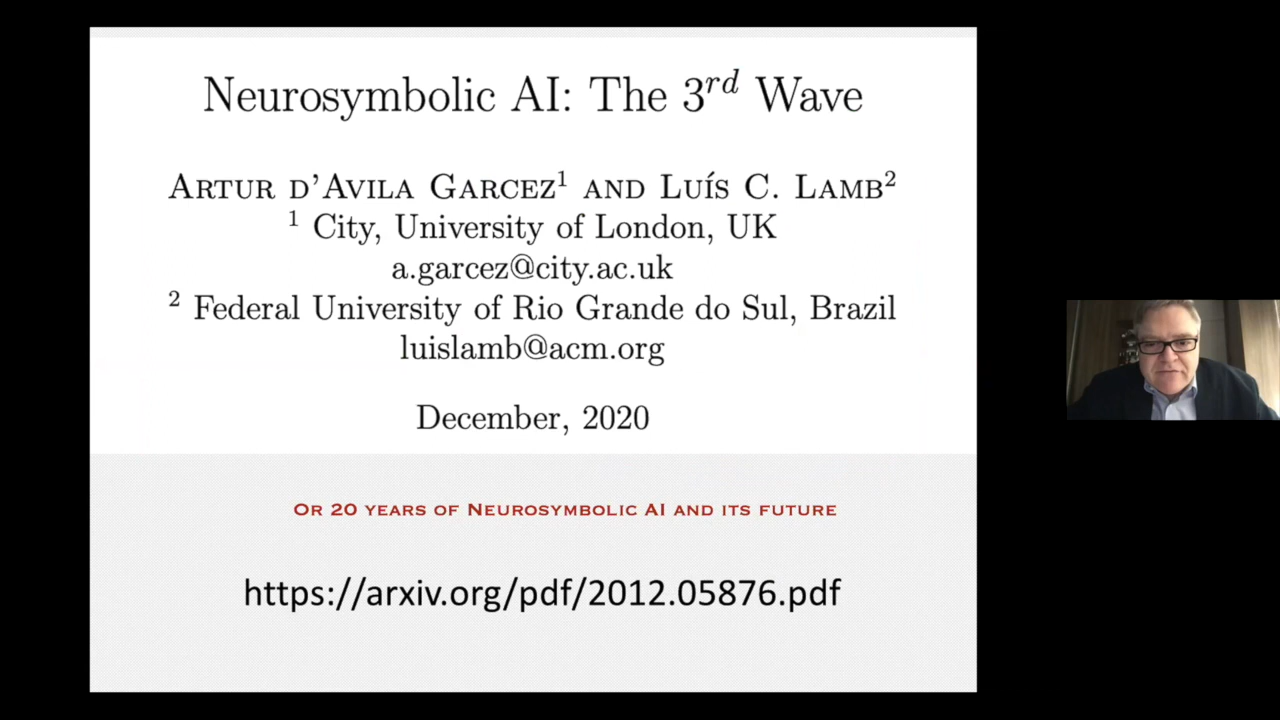 Neurosymbolic AI: The 3rd Wave
Artur d'Avila Garcez1 and Luís C. Lamb2
1 City, University of London, UK
a.garcez@city.ac.uk
2 Federal University of Rio Grande do Sul, Brazil
luislamb@acm.org
December, 2020
Or 20 years of Neurosymbolic AI and its future
https://arxiv.org/pdf/2012.05876.pdf